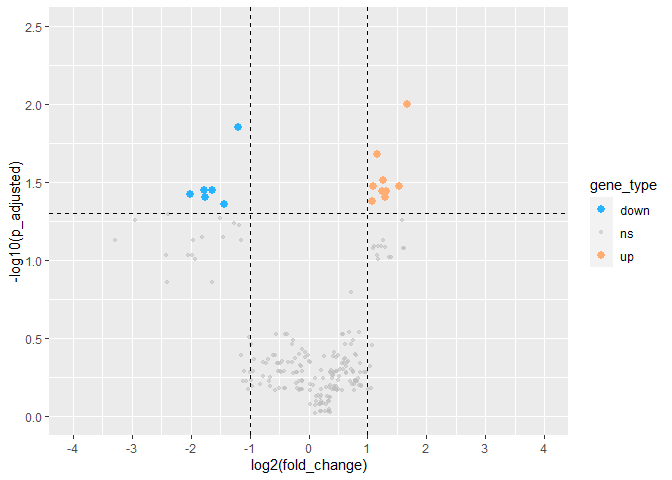 2.5
2.0
1.5
1.0
0.5
0.0
-log10(p_adjusted)
-4 -3 -2 -1 0 1 2 3 4
log2(fold_change)
gene_type
down
ns
up